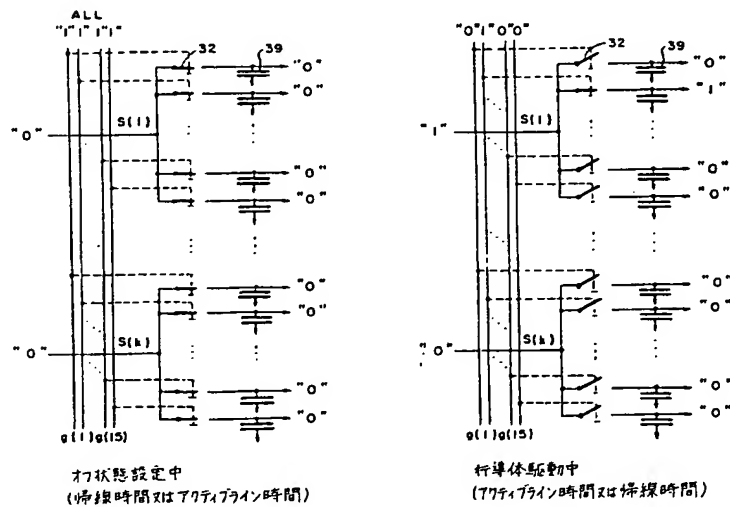 ALL
"1" 1" 1" 1"
32
39
"0"
"0"
"0"
S(1)
"0"
"0"
"0"
"0"
"0"
S(k)
"0"
"0"
g(1) g(15)
オフ状態設定中
(帰線時間又はアクティブライン時間)
"0" 1" 0" 0"
32
39
"0"
"1"
"1"
S(1)
"0"
"0"
"0"
"0"
"0"
S(k)
"0"
"0"
g(1) g(15)
行導体駆動中
(アクティブライン時間又は帰線時間)